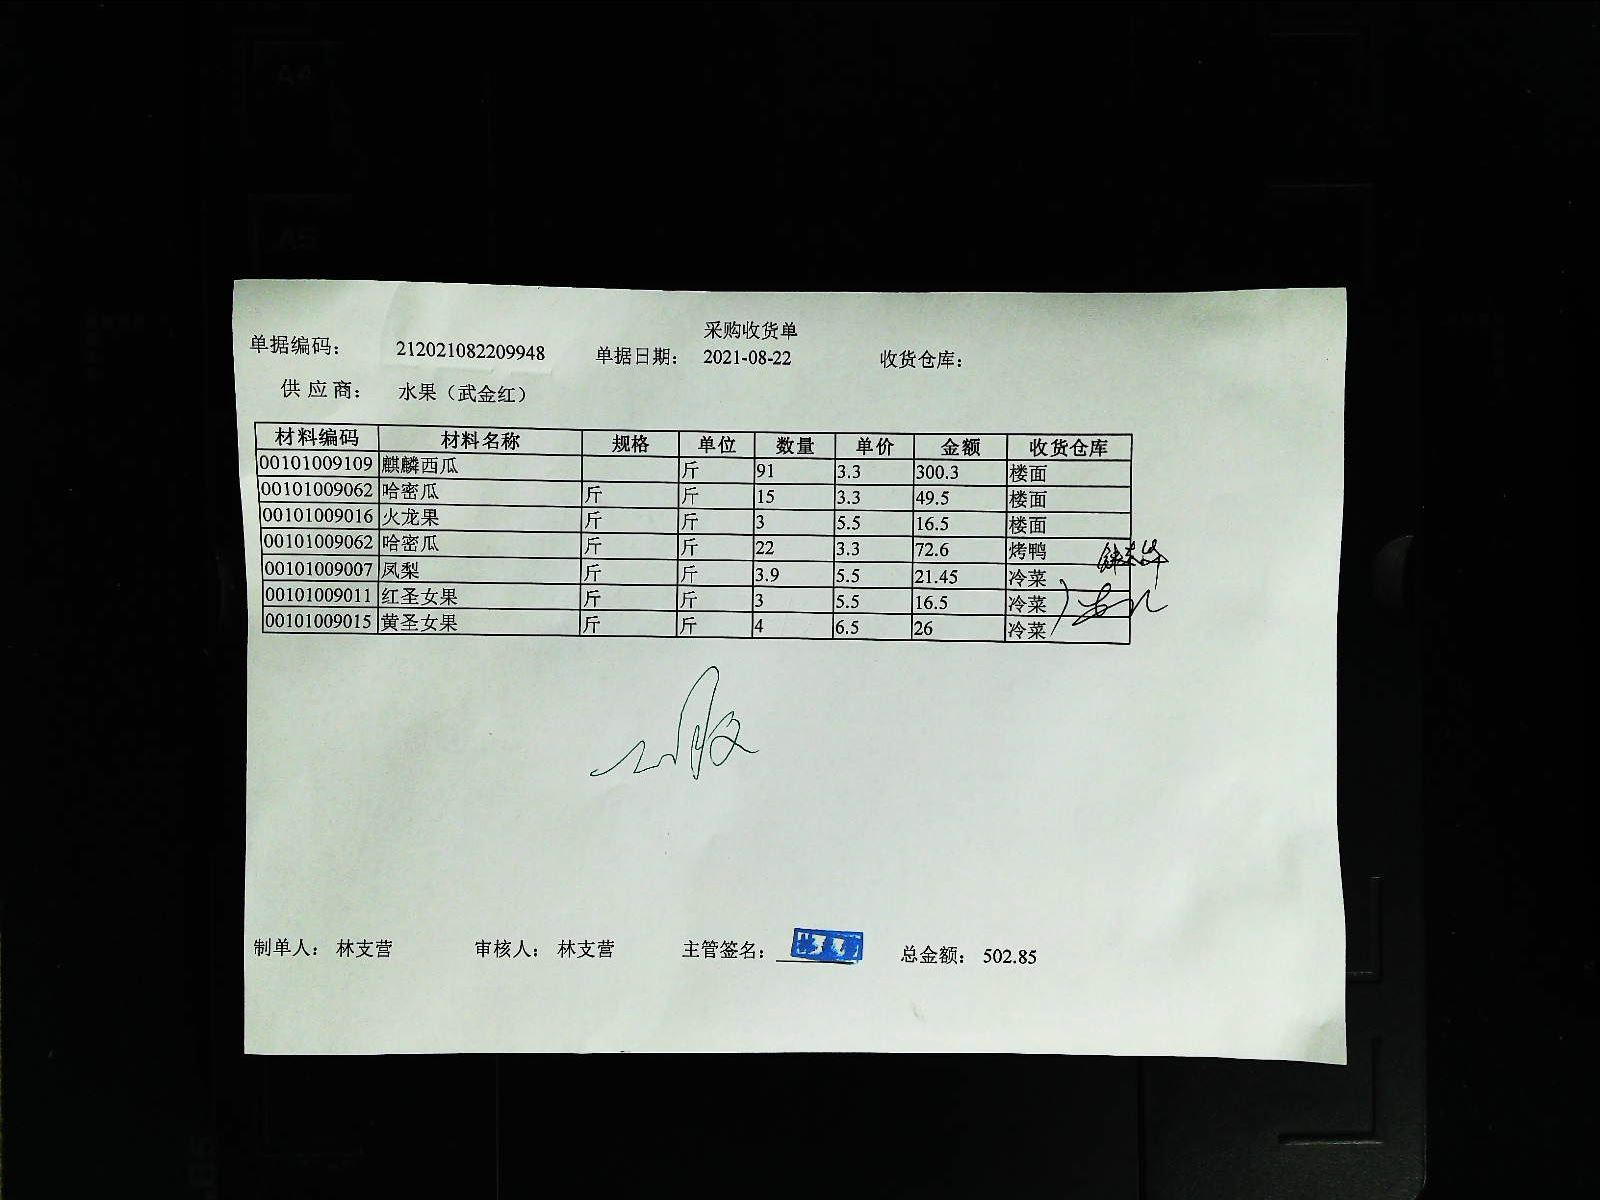 采购收货单
单据编码： 212021082209948 单据日期： 2021-08-22 收货仓库：
供应商： 水果（武金红）
材料编码 材料名称 规格 单位 数量 单价 金额 收货仓库
00101009109 麒麟西瓜 斤 91 3.3 300.3 楼面
00101009062 哈密瓜 斤 斤 15 3.3 49.5 楼面
00101009016 火龙果 斤 斤 3 5.5 16.5 楼面
00101009062 哈密瓜 斤 斤 22 3.3 72.6 烤鸭
00101009007 凤梨 斤 斤 3.9 5.5 21.45 冷菜
00101009011 红圣女果 斤 斤 3 5.5 16.5 冷菜
00101009015 黄圣女果 斤 斤 4 6.5 26 冷菜
制单人： 林支营 审核人： 林支营 主管签名： 总金额： 502.85